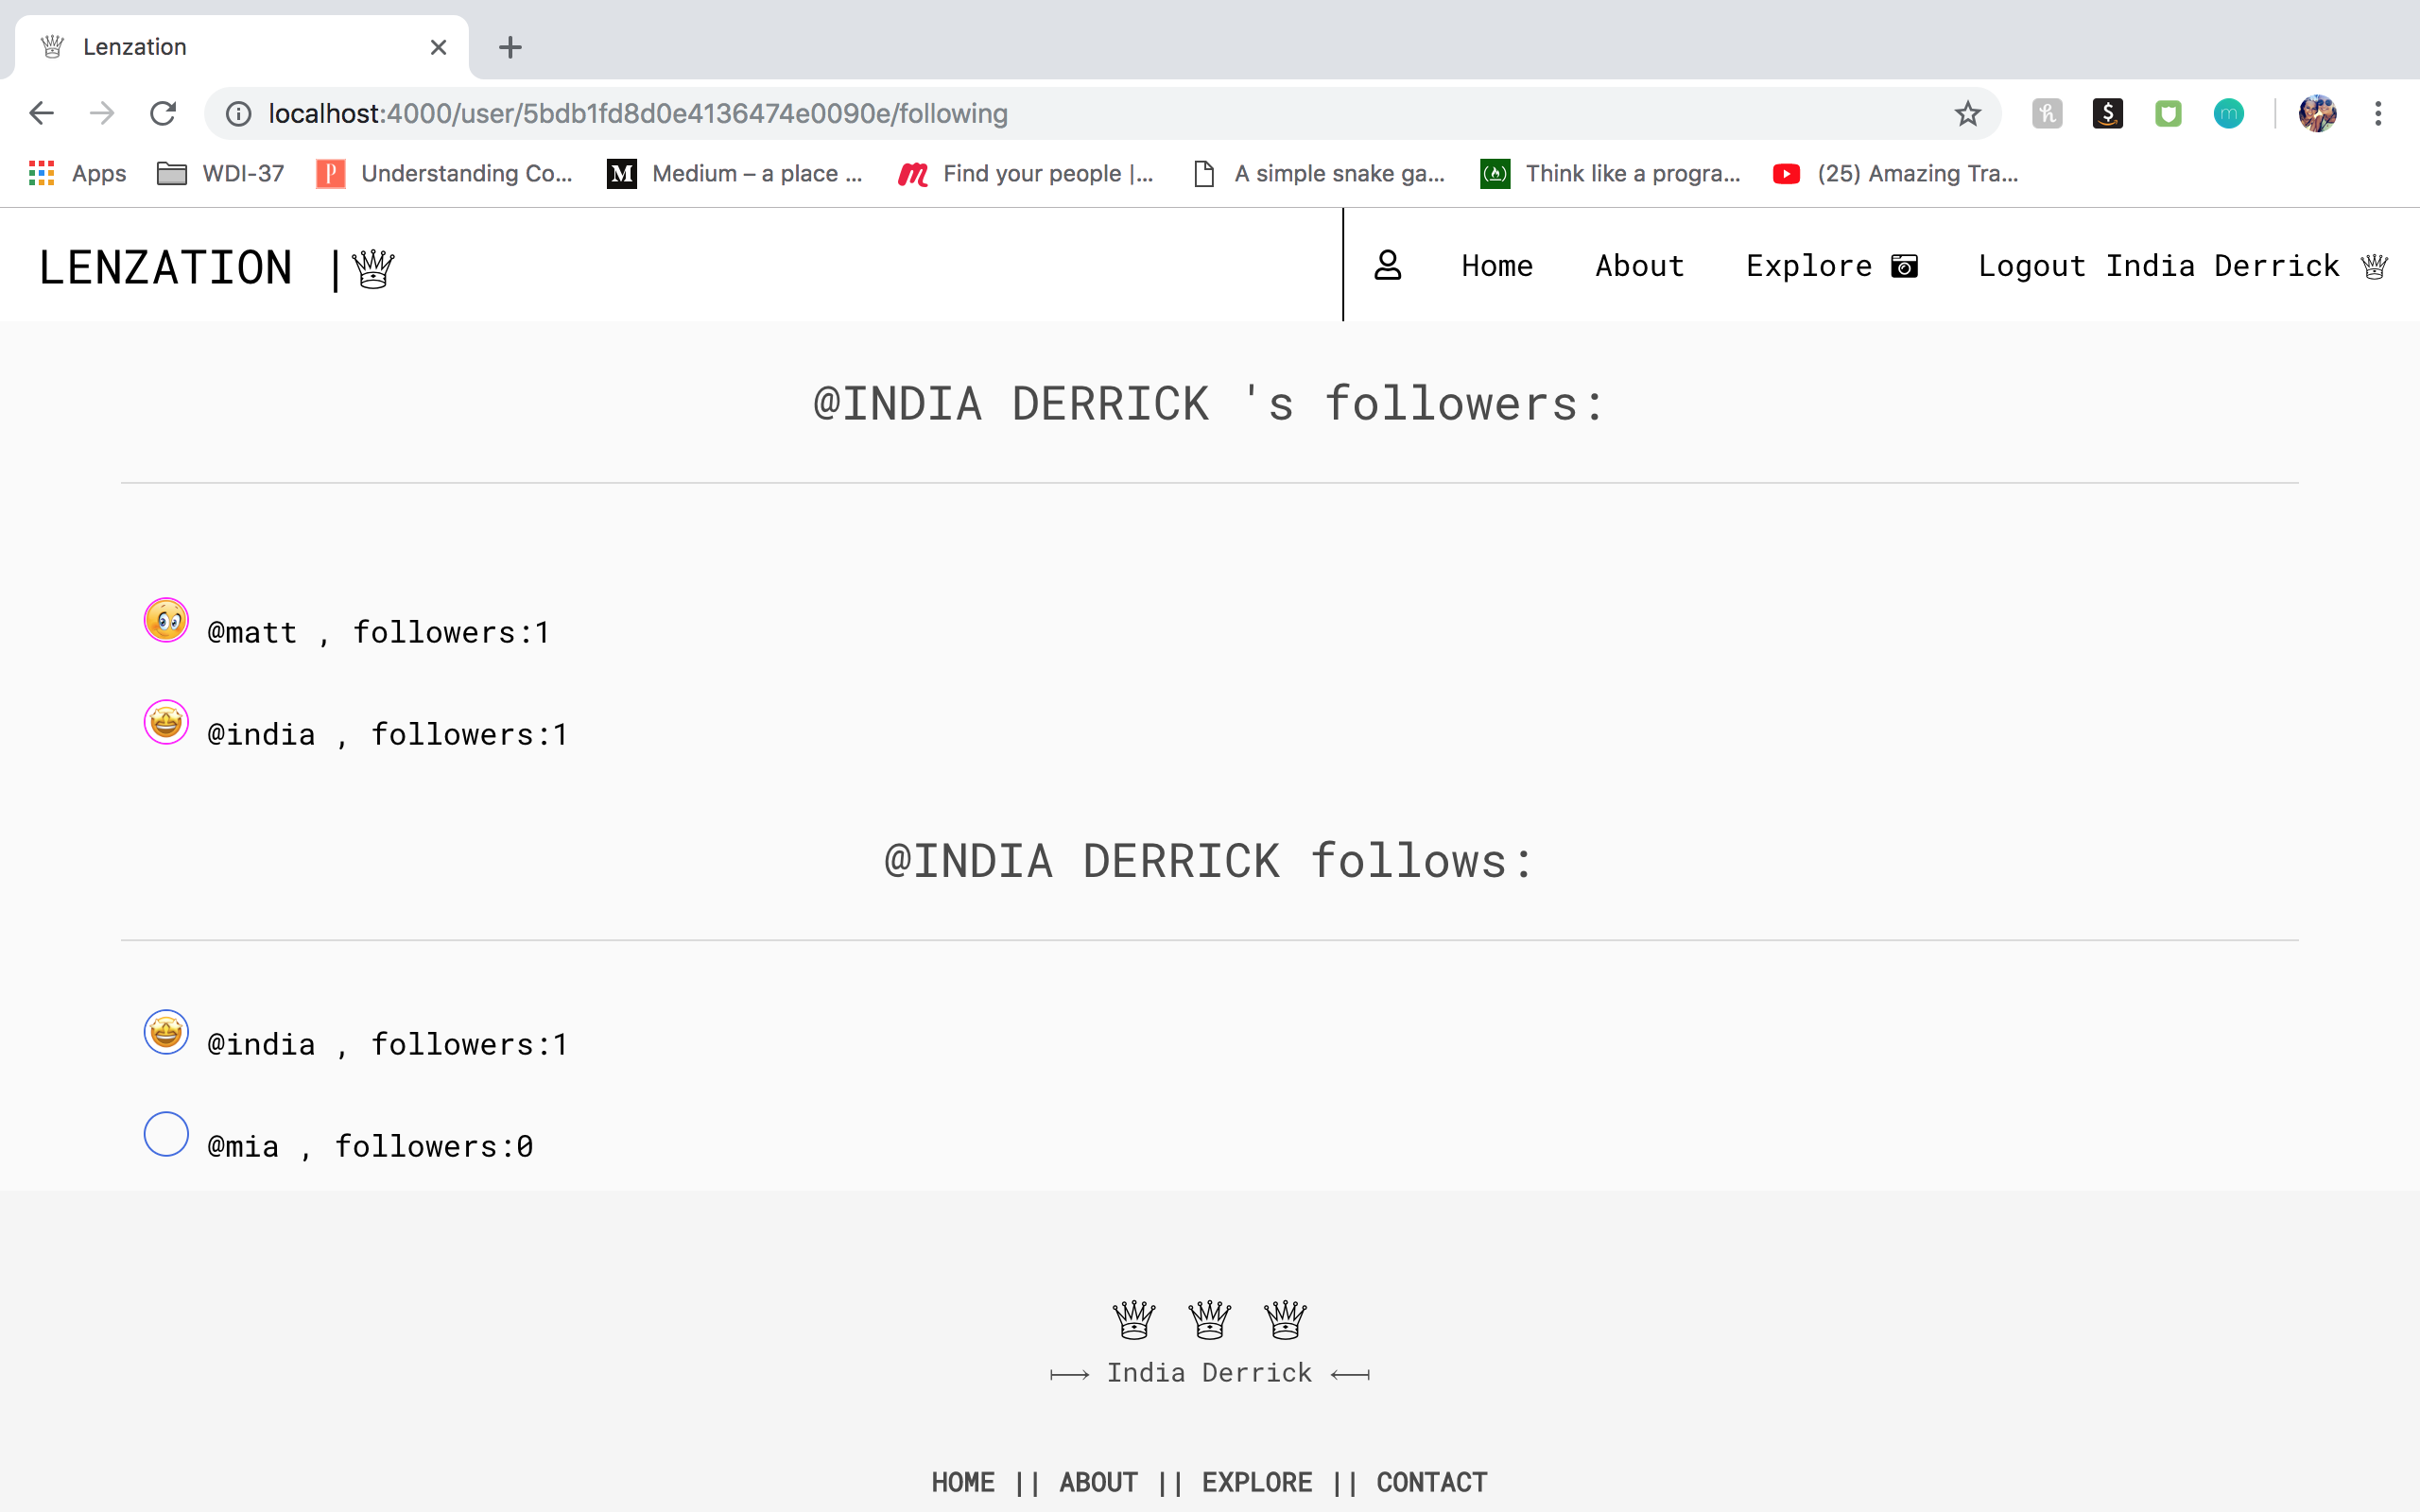 Lenzation
localhost:4000/user/5bdb1fd8d0e4136474e0090e/following
Apps WDI-37 Understanding Co... Medium – a place ... Find your people |... A simple snake ga... Think like a progra... (25) Amazing Tra...
LENZATION | Home About Explore Logout India Derrick
@INDIA DERRICK 's followers:
@matt , followers:1
@india , followers:1
@INDIA DERRICK follows:
@india , followers:1
@mia , followers:0
India Derrick
HOME || ABOUT || EXPLORE || CONTACT